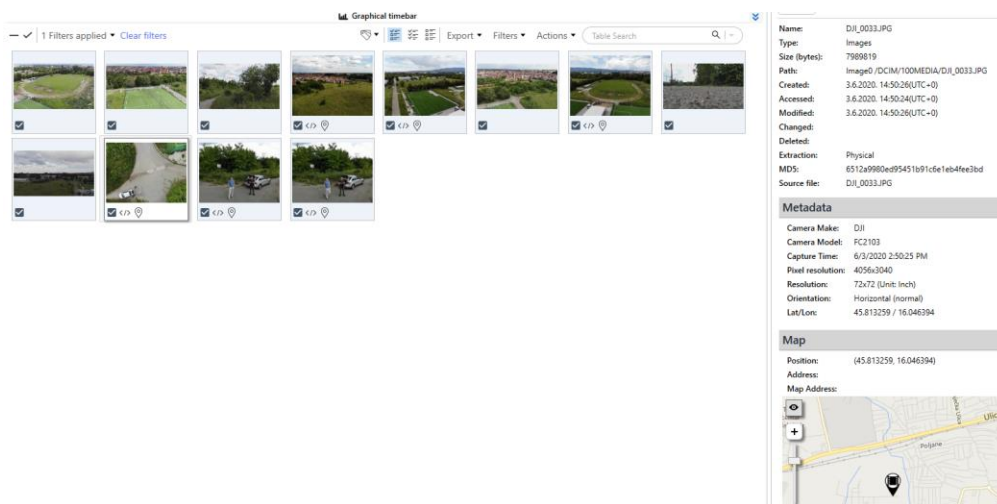 Graphical timebar
1 Filters applied Clear filters
Export Filters Actions Table Search
Name: DJI_0033.JPG
Type: Images
Size (bytes): 7989819
Path: Image0 /DCIM/100MEDIA/DJI_0033.JPG
Created: 3.6.2020. 14:50:26(UTC+0)
Accessed: 3.6.2020. 14:50:24(UTC+0)
Modified: 3.6.2020. 14:50:26(UTC+0)
Changed:
Deleted:
Extraction: Physical
MD5: 6512a9980ed95451b91c6e1eb4fee3bd
Source file: DJI_0033.JPG
Metadata
Camera Make: DJI
Camera Model: FC2103
Capture Time: 6/3/2020 2:50:25 PM
Pixel resolution: 4056x3040
Resolution: 72x72 (Unit: Inch)
Orientation: Horizontal (normal)
Lat/Lon: 45.813259 / 16.046394
Map
Position: (45.813259, 16.046394)
Address:
Map Address:
Poljane